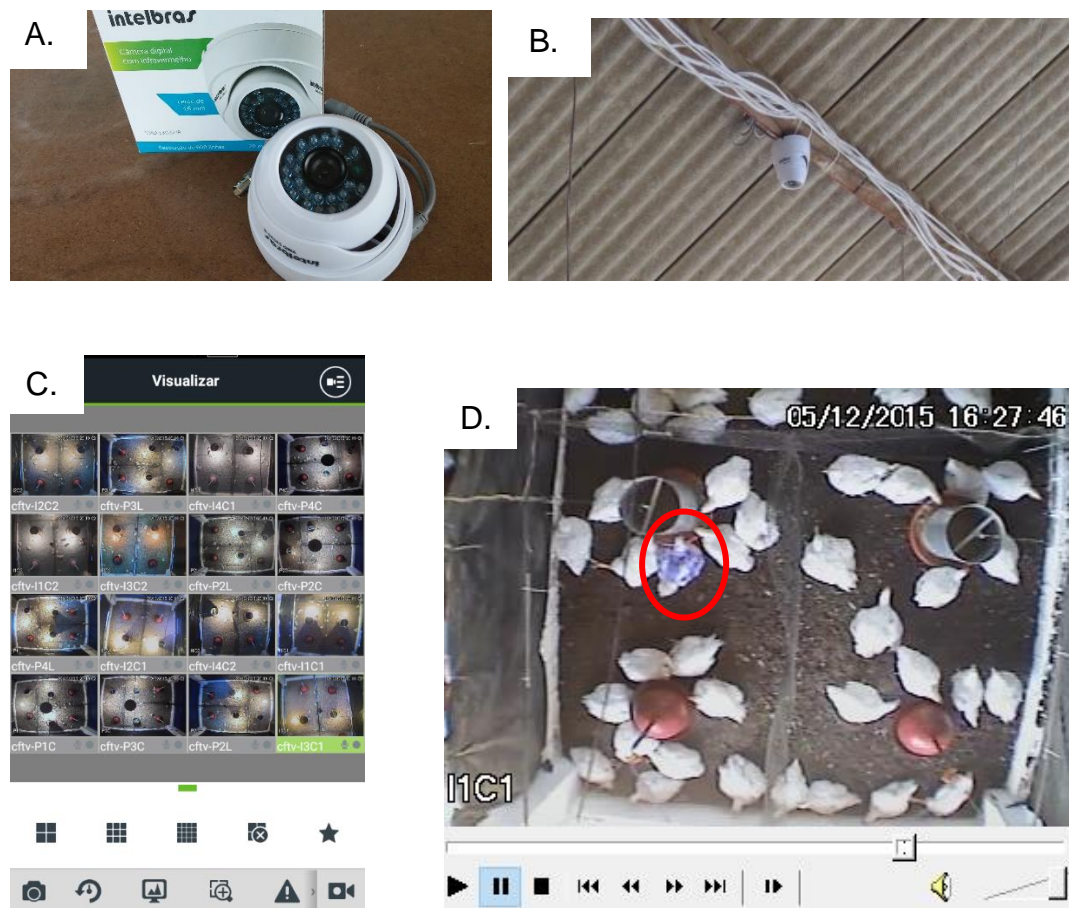 A.
intelbras
Câmera digital
com infravermelho
intelbras
B.
C.
Visualizar
cftv-I2C2
cftv-P3L
cftv-I4C1
cftv-P4C
cftv-I1C2
cftv-I3C2
cftv-P2L
cftv-P2C
cftv-P4L
cftv-I2C1
cftv-I4C2
cftv-I1C1
cftv-P1C
cftv-P3C
cftv-P2L
cftv-I3C1
D.
05/12/2015 16:27:46
I1C1